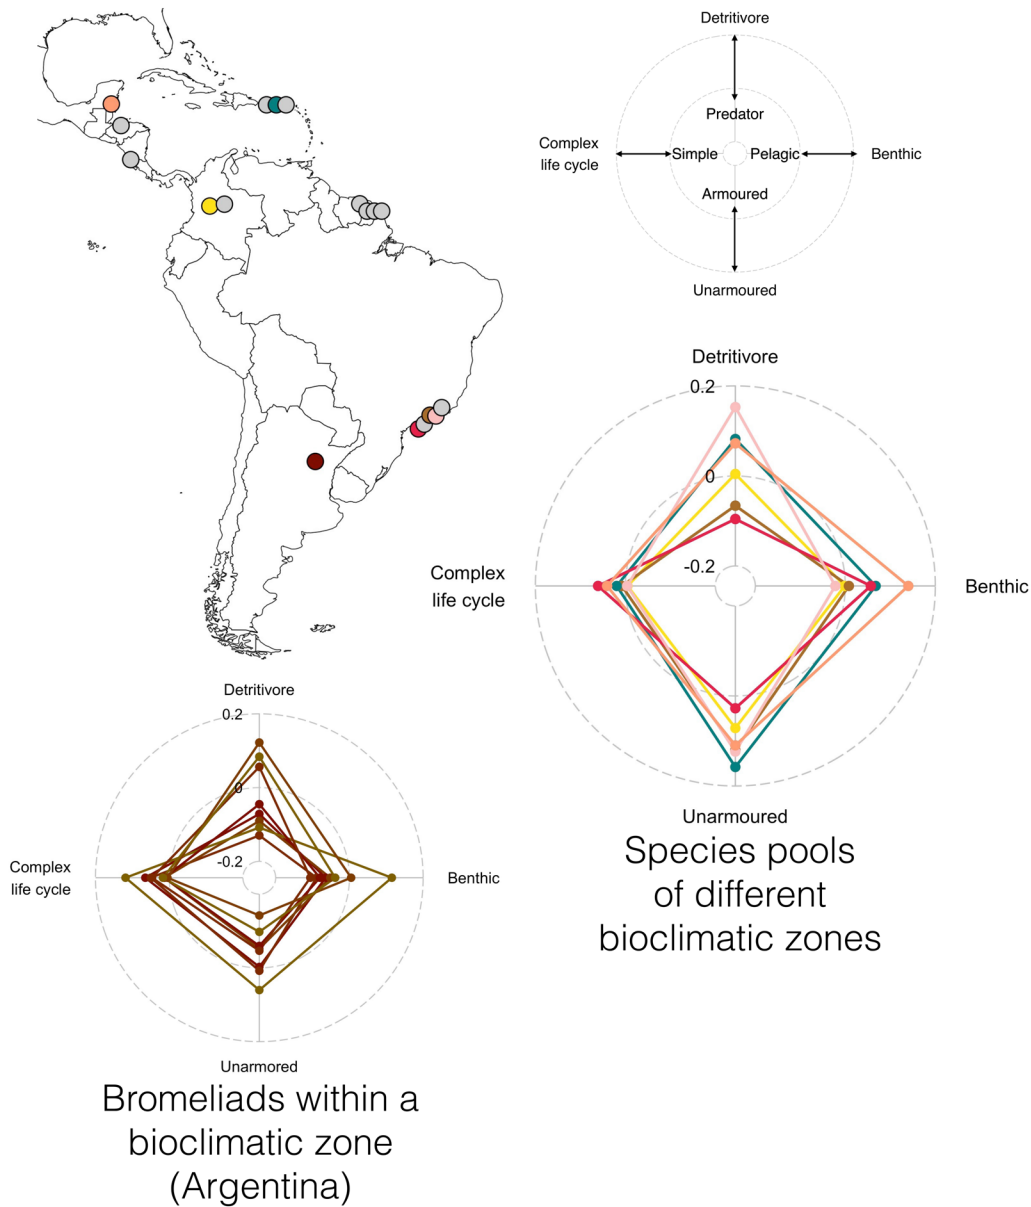 Detritivore
Predator
Complex
life cycle
Simple
Pelagic
Benthic
Armoured
Unarmoured
Detritivore
0.2
0
-0.2
Complex
life cycle
Benthic
Unarmoured
Species pools
of different
bioclimatic zones
Detritivore
0.2
0
-0.2
Complex
life cycle
Benthic
Unarmored
Bromeliads within a
bioclimatic zone
(Argentina)